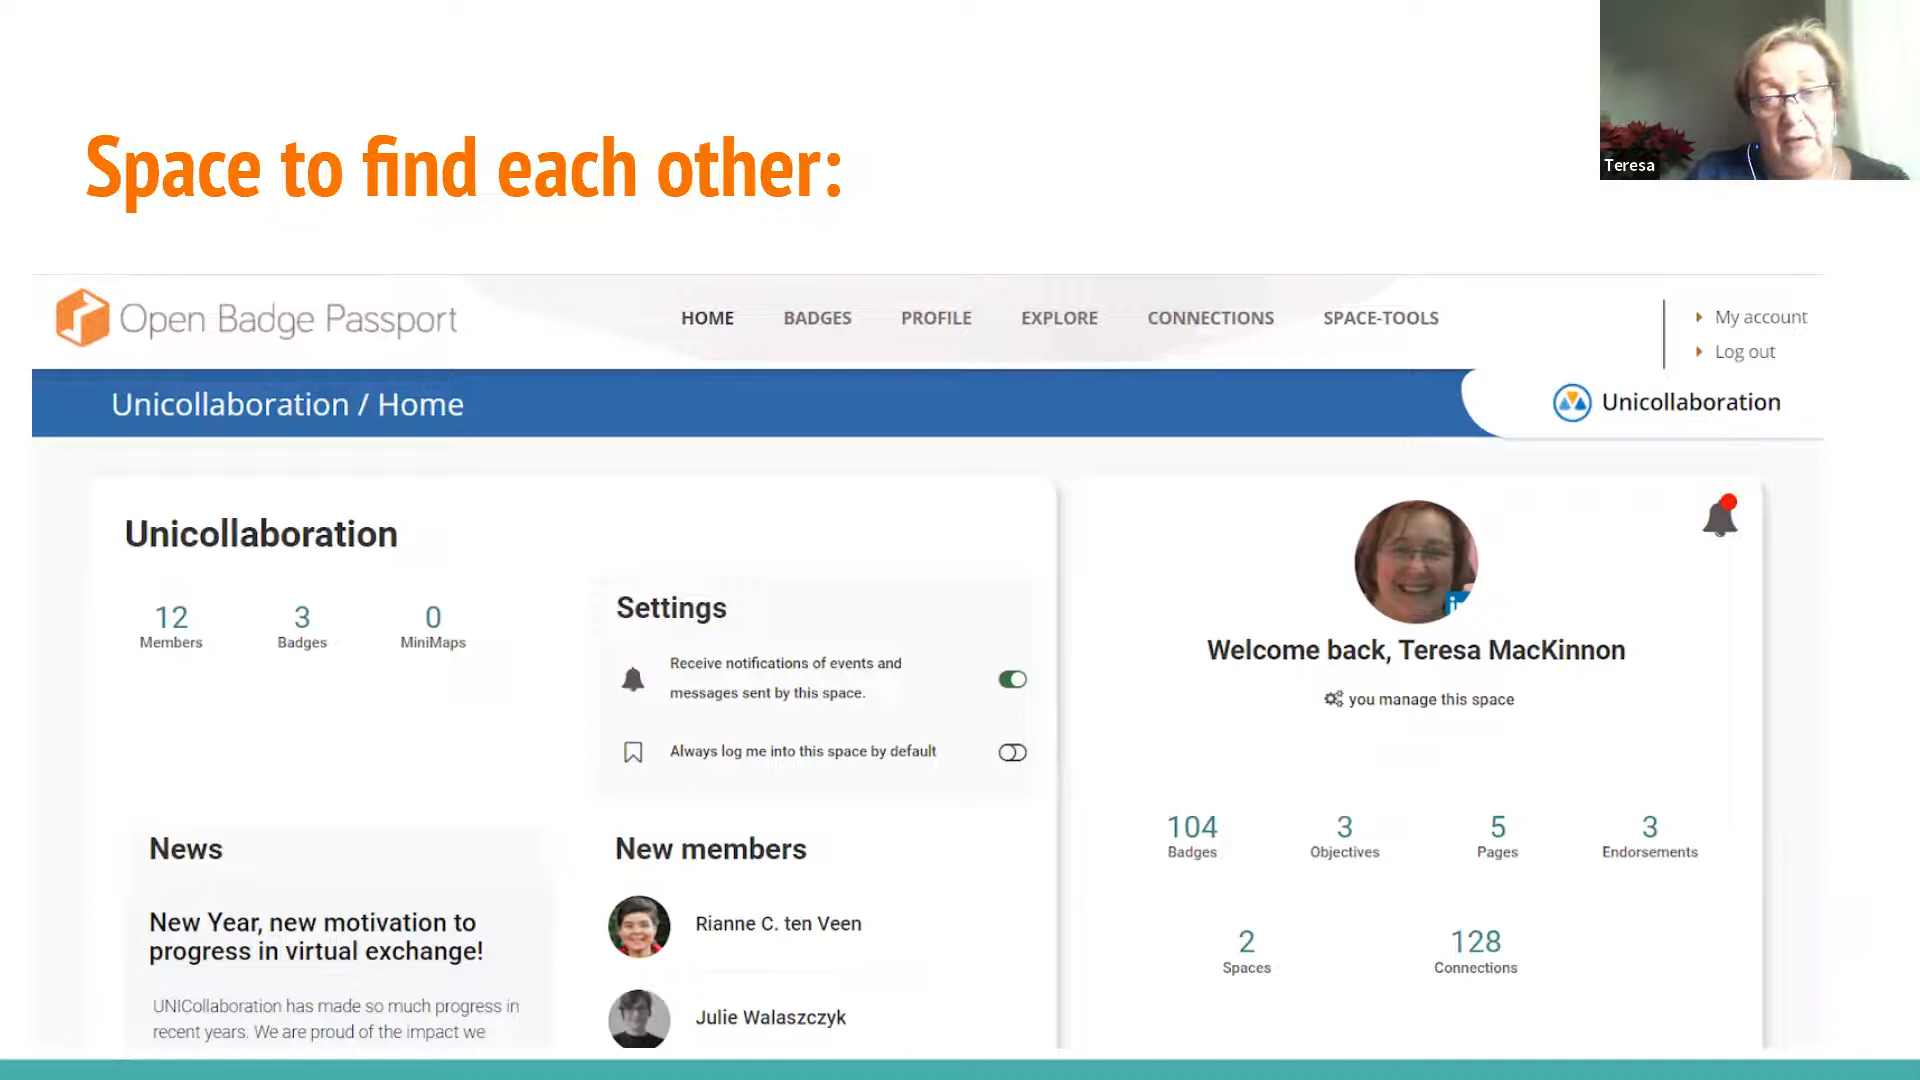 Space to find each other:
Teresa
Open Badge Passport
HOME BADGES PROFILE EXPLORE CONNECTIONS SPACE-TOOLS
My account
Log out
Unicollaboration / Home
Unicollaboration
Unicollaboration
12 3 0
Members Badges MiniMaps
Settings
Receive notifications of events and
messages sent by this space.
Always log me into this space by default
News
New Year, new motivation to
progress in virtual exchange!
UNICollaboration has made so much progress in
recent years. We are proud of the impact we
New members
Rianne C. ten Veen
Julie Walaszczyk
in
Welcome back, Teresa MacKinnon
you manage this space
104 3 5 3
Badges Objectives Pages Endorsements
2 128
Spaces Connections